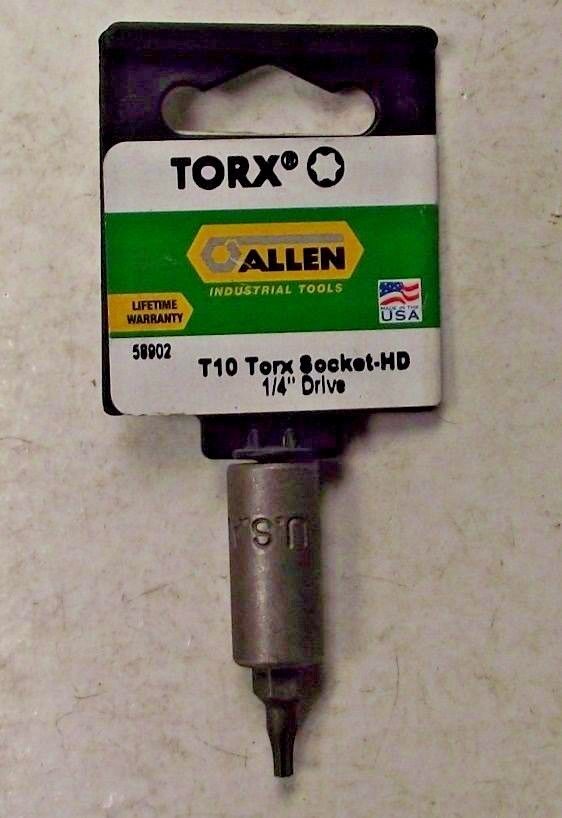 TORX®
ALLEN
INDUSTRIAL TOOLS
LIFETIME
WARRANTY
MADE IN THE
USA
58902
T10 Torx Socket-HD
1/4" Drive
U.S.A